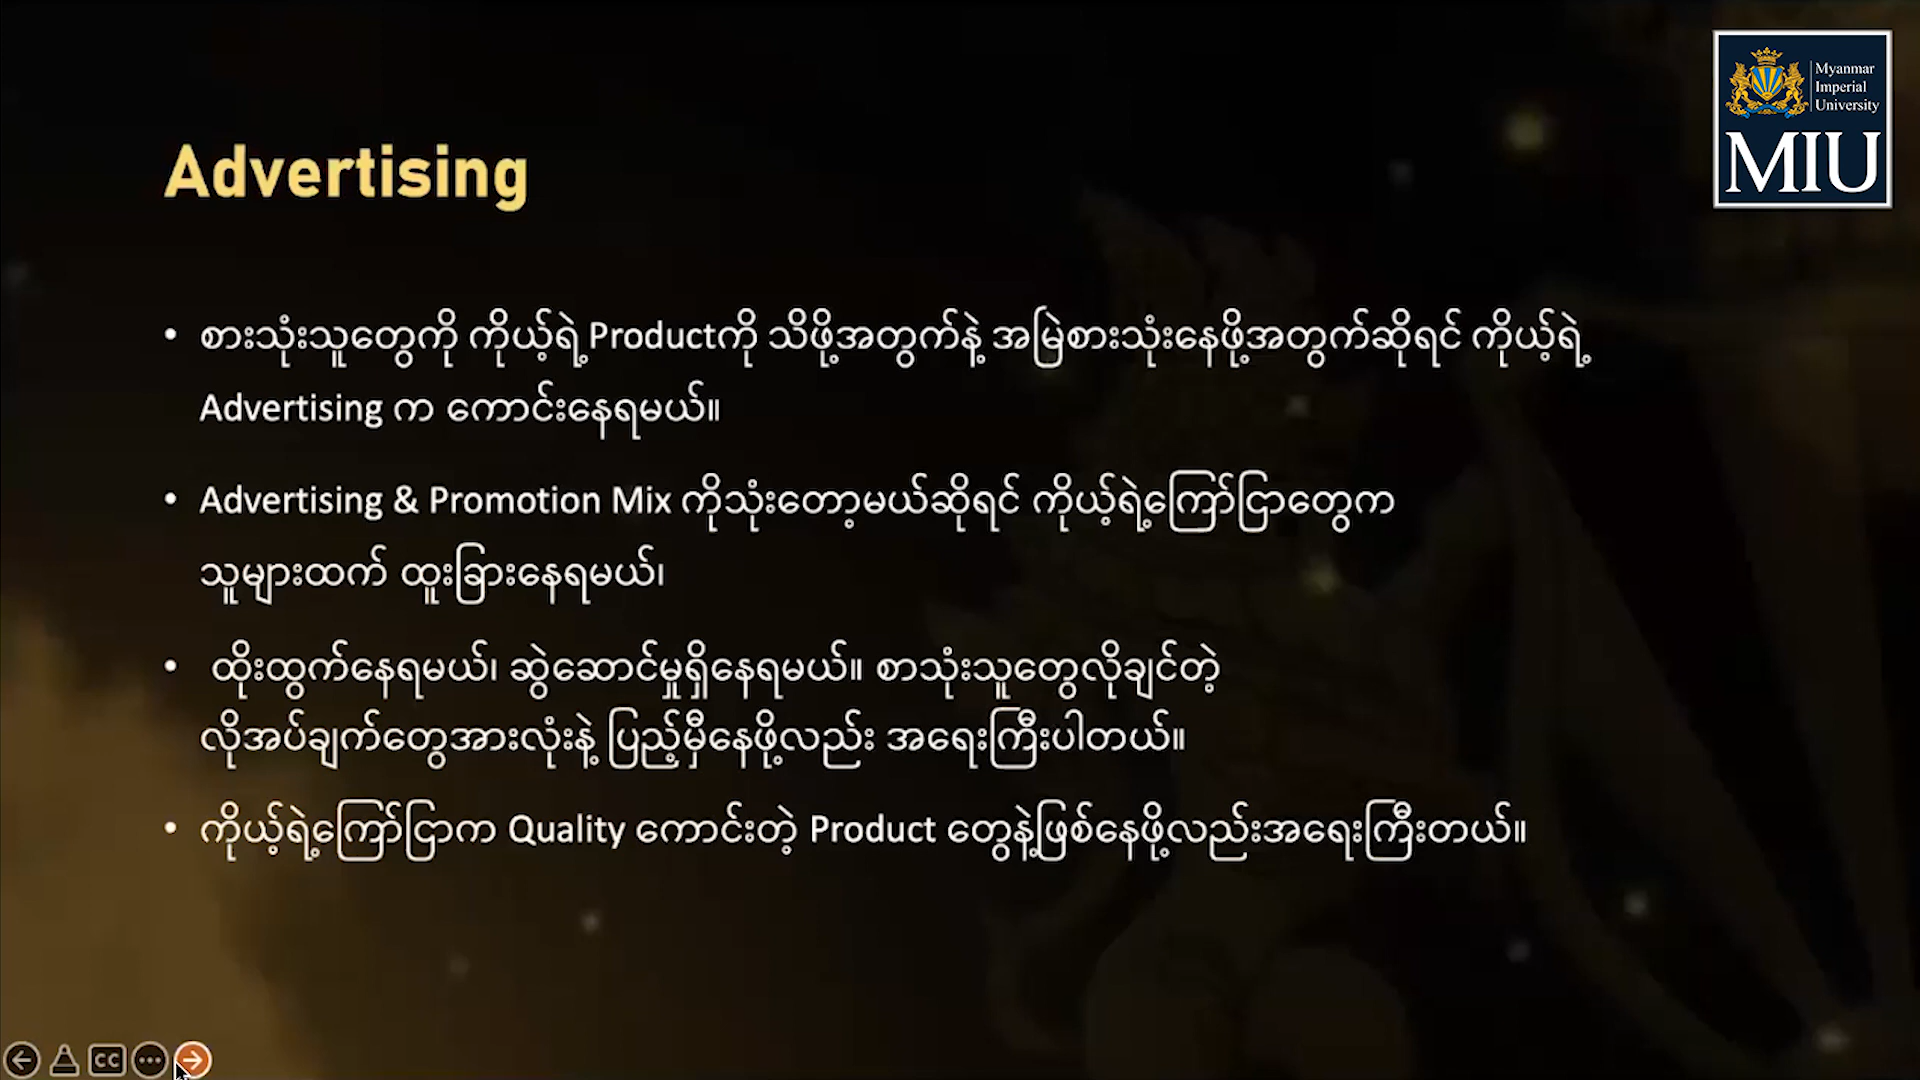 Myanmar
Imperial
University
MIU
Advertising
• စားသုံးသူတွေကို ကိုယ့်ရဲ့Productကို သိဖို့အတွက်နဲ့ အမြဲစားသုံးနေဖို့အတွက်ဆိုရင် ကိုယ့်ရဲ့
Advertising က ကောင်းနေရမယ်။
• Advertising & Promotion Mix ကိုသုံးတော့မယ်ဆိုရင် ကိုယ့်ရဲ့ကြော်ငြာတွေက
သူများထက် ထူးခြားနေရမယ်၊
• ထိုးထွက်နေရမယ်၊ ဆွဲဆောင်မှုရှိနေရမယ်။ စာသုံးသူတွေလိုချင်တဲ့
လိုအပ်ချက်တွေအားလုံးနဲ့ ပြည့်မှီနေဖို့လည်း အရေးကြီးပါတယ်။
• ကိုယ့်ရဲ့ကြော်ငြာက Quality ကောင်းတဲ့ Product တွေနဲ့ဖြစ်နေဖို့လည်းအရေးကြီးတယ်။
CC